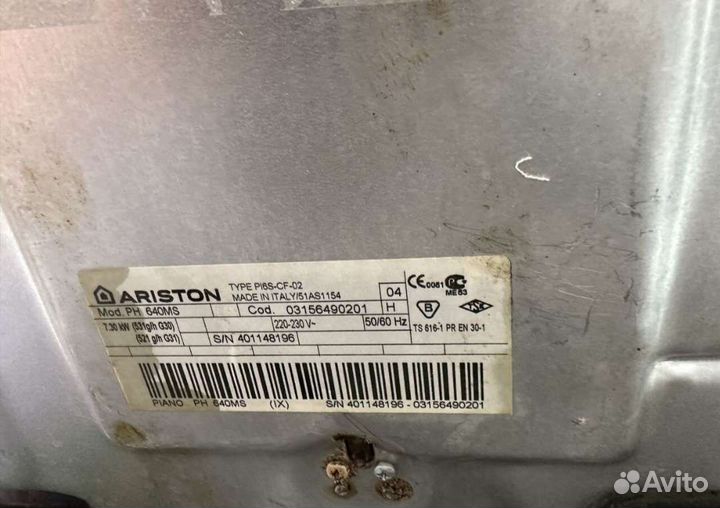 ARISTON
TYPE PI6S-CF-02
MADE IN ITALY/51AS1154
04
CE 0081
ME63
Mod. PH 640MS
Cod. 03156490201
H
7.30 kW (531g/h G30)
220-230 V~
50/60 Hz
(521 g/h G31)
S/N 401148196
B
TS 616-1 PR EN 30-1
PIANO PH 640MS (IX) S/N 401148196 - 03156490201
Avito